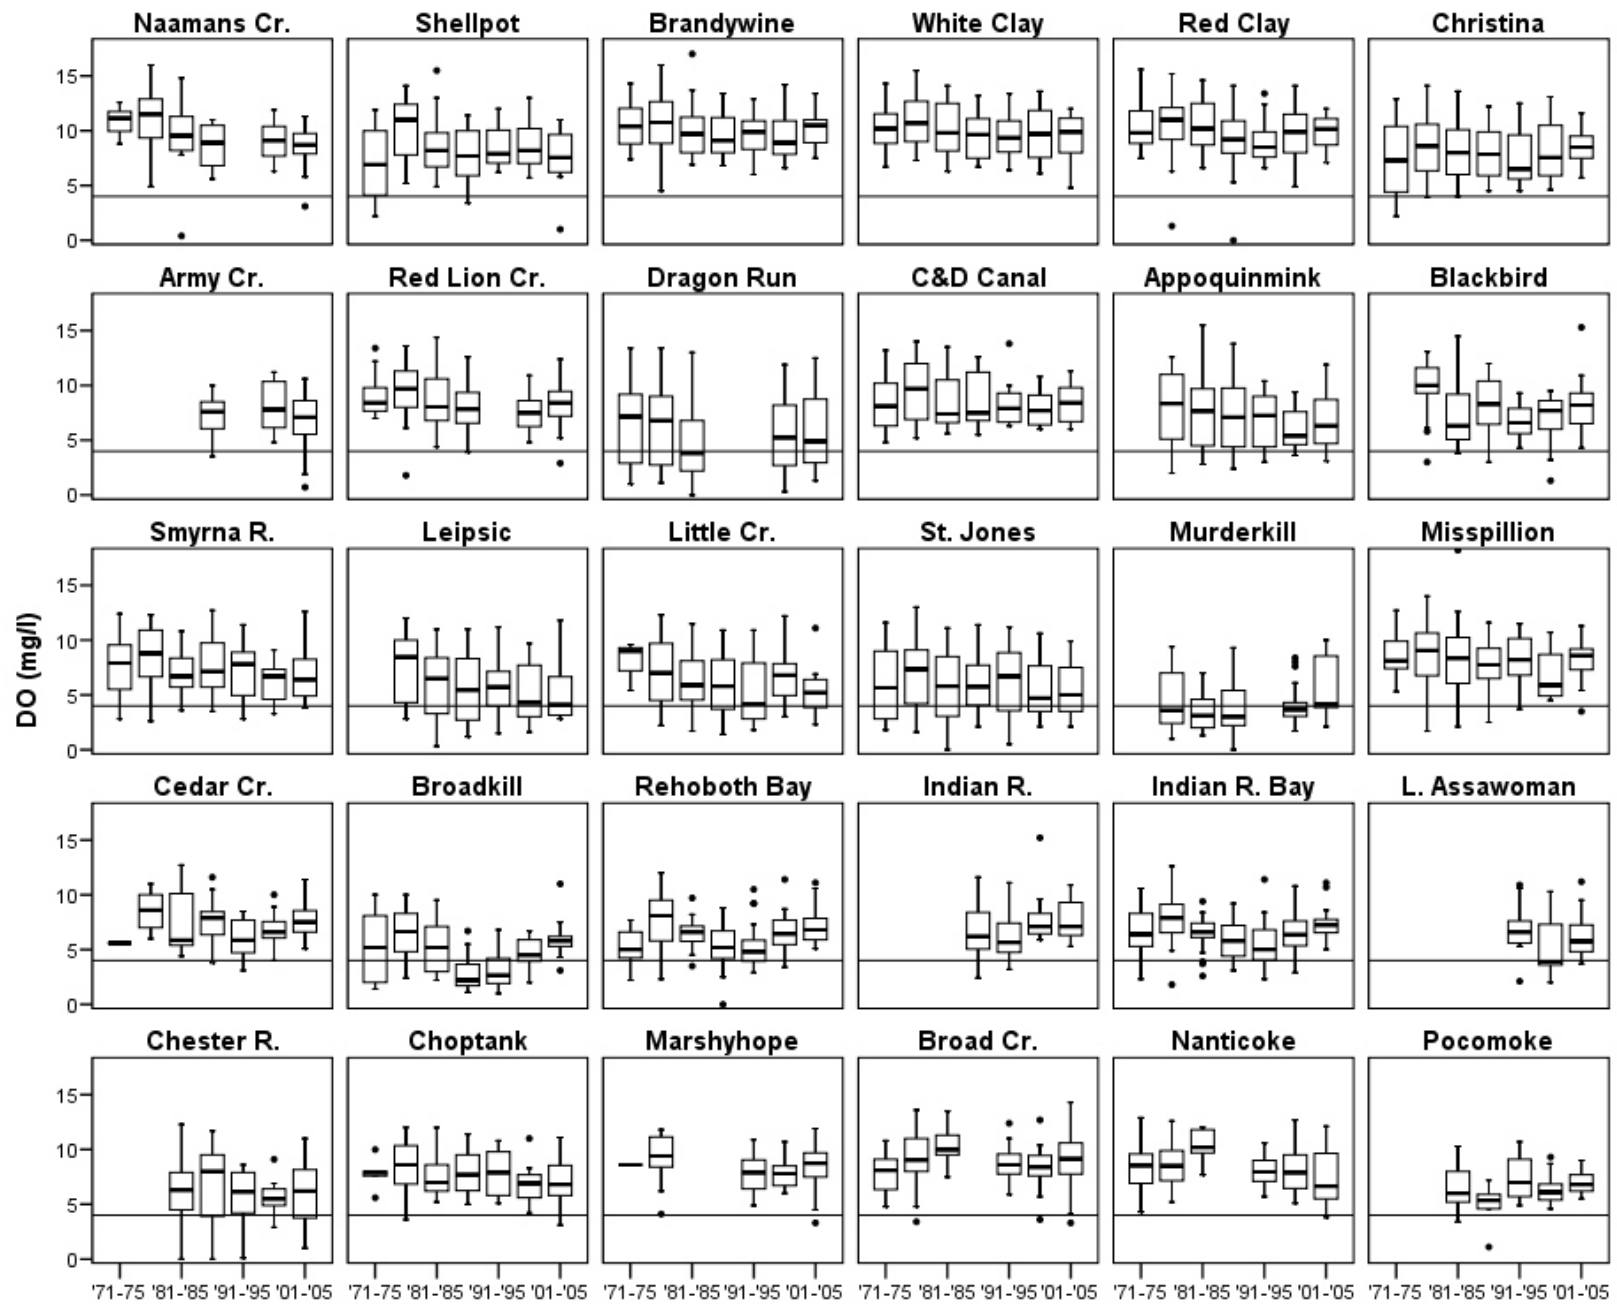 Naamans Cr. Shellpot Brandywine White Clay Red Clay Christina
15
10
5
0
Army Cr. Red Lion Cr. Dragon Run C&D Canal Appoquinmink Blackbird
15
10
5
0
Smyrna R. Leipsic Little Cr. St. Jones Murderkill Misspillion
15
10
5
0
DO (mg/l)
Cedar Cr. Broadkill Rehoboth Bay Indian R. Indian R. Bay L. Assawoman
15
10
5
0
Chester R. Choptank Marshyhope Broad Cr. Nanticoke Pocomoke
15
10
5
0
'71-75 '81-'85 '91-'95 '01-'05 '71-75 '81-'85 '91-'95 '01-'05 '71-75 '81-'85 '91-'95 '01-'05 '71-75 '81-'85 '91-'95 '01-'05 '71-75 '81-'85 '91-'95 '01-'05 '71-75 '81-'85 '91-'95 '01-'05